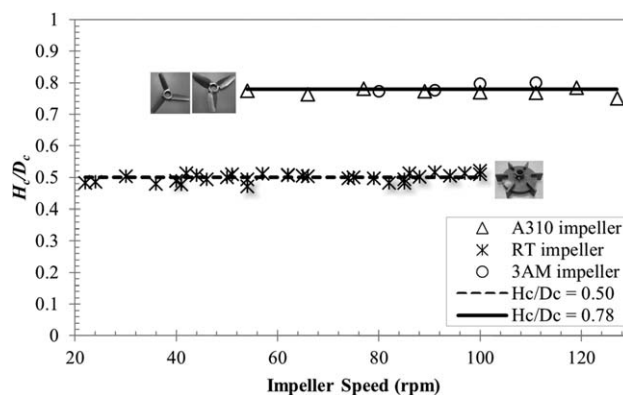 1
0.9
0.8
0.7
0.6
0.5
0.4
0.3
0.2
0.1
0
Hc/Dc
A310 impeller
RT impeller
3AM impeller
Hc/Dc = 0.50
Hc/Dc = 0.78
20 40 60 80 100 120
Impeller Speed (rpm)